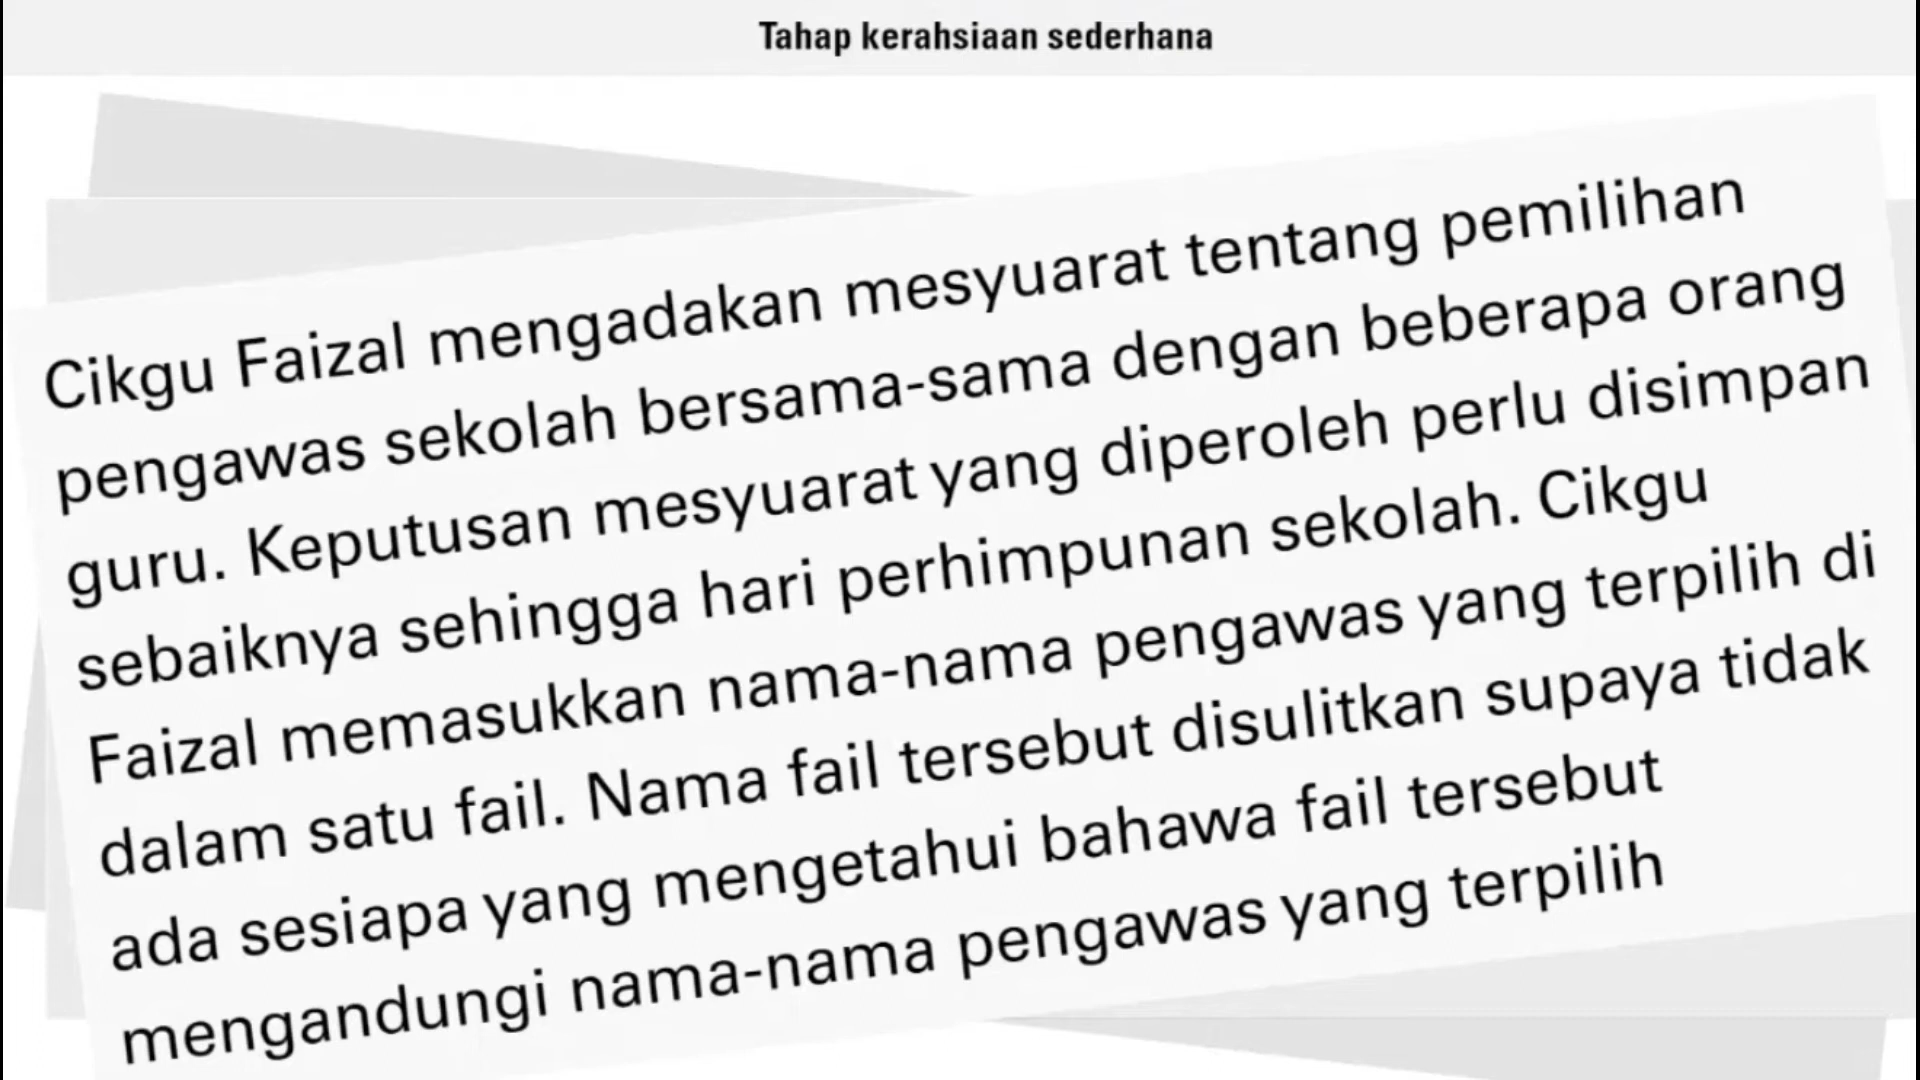 Tahap kerahsiaan sederhana
Cikgu Faizal mengadakan mesyuarat tentang pemilihan
pengawas sekolah bersama-sama dengan beberapa orang
guru. Keputusan mesyuarat yang diperoleh perlu disimpan
sebaiknya sehingga hari perhimpunan sekolah. Cikgu
Faizal memasukkan nama-nama pengawas yang terpilih di
dalam satu fail. Nama fail tersebut disulitkan supaya tidak
ada sesiapa yang mengetahui bahawa fail tersebut
mengandungi nama-nama pengawas yang terpilih